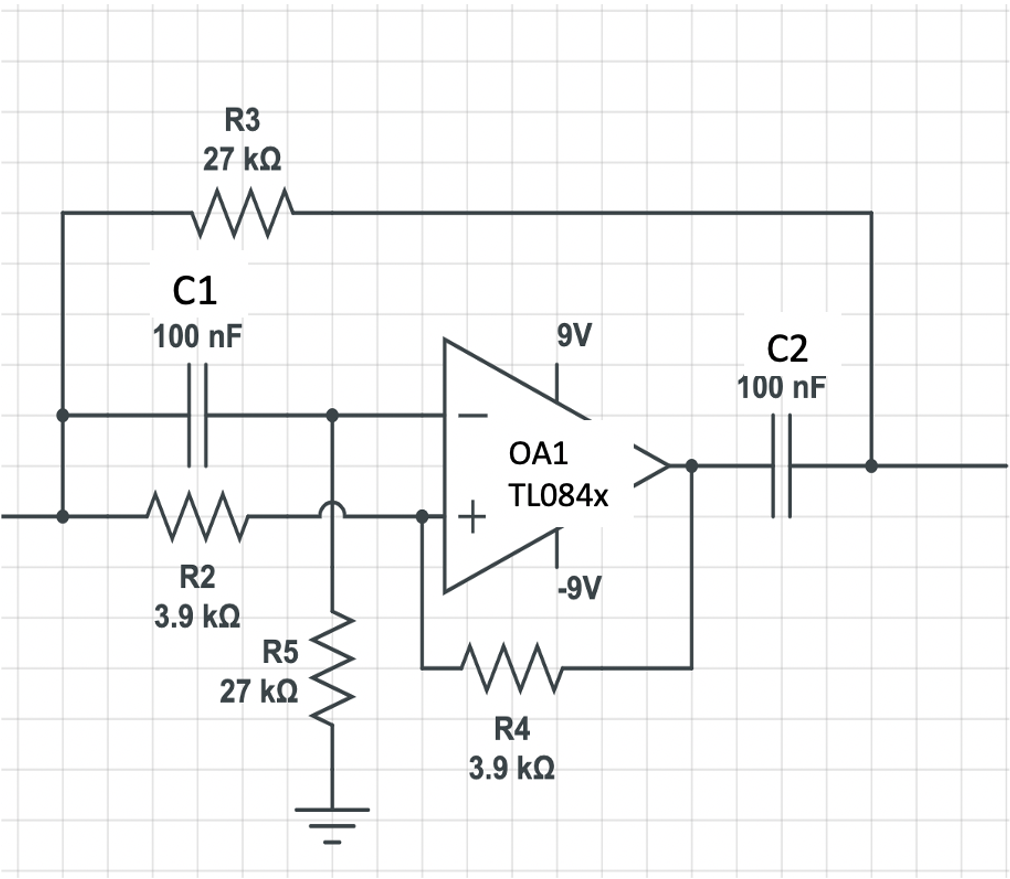 R3
27 kΩ
C1
100 nF
9V
C2
100 nF
OA1
TL084x
R2
3.9 kΩ
-9V
R5
27 kΩ
R4
3.9 kΩ